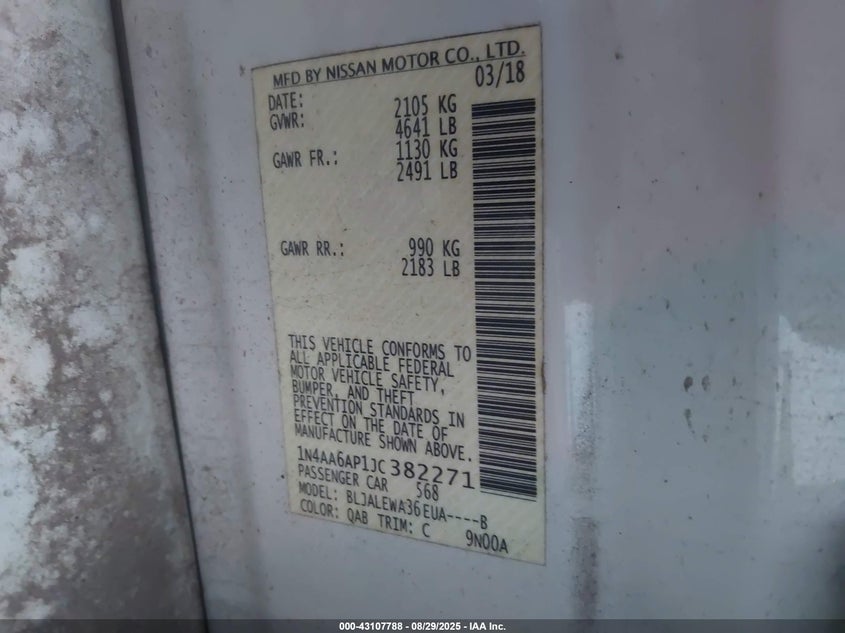 MFD BY NISSAN MOTOR CO., LTD.
DATE: 03/18
GVWR: 2105 KG
4641 LB
GAWR FR.: 1130 KG
2491 LB
GAWR RR.: 990 KG
2183 LB
THIS VEHICLE CONFORMS TO
ALL APPLICABLE FEDERAL
MOTOR VEHICLE SAFETY,
BUMPER, AND THEFT
PREVENTION STANDARDS IN
EFFECT ON THE DATE OF
MANUFACTURE SHOWN ABOVE.
1N4AA6AP1JC382271
PASSENGER CAR 568
MODEL: BLJALEWA36EUA----B
COLOR: QAB TRIM: C 9N00A
000-43107788 - 08/29/2025 - IAA Inc.